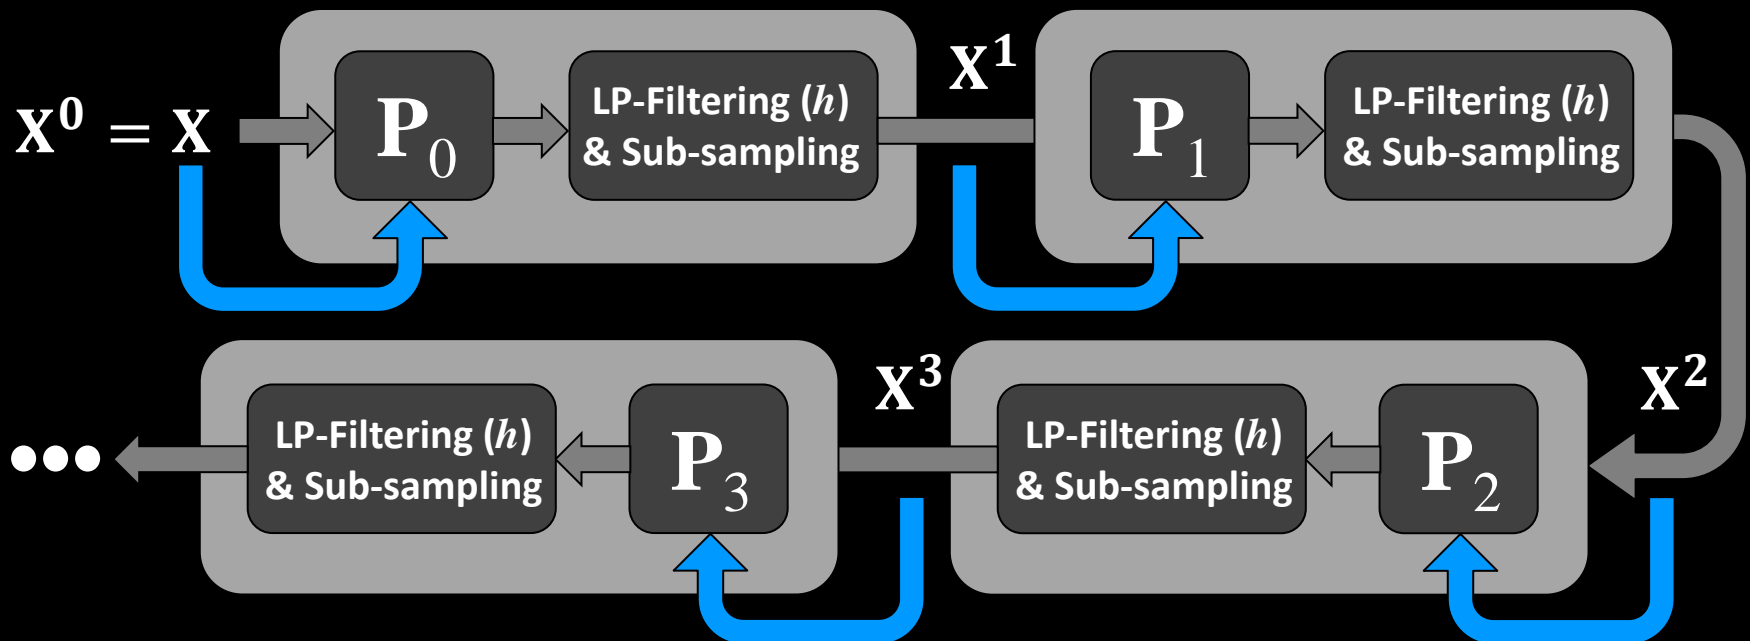 X⁰ = X
P₀
LP-Filtering (h)
& Sub-sampling
X¹
P₁
LP-Filtering (h)
& Sub-sampling
X²
P₂
LP-Filtering (h)
& Sub-sampling
X³
P₃
LP-Filtering (h)
& Sub-sampling
•••